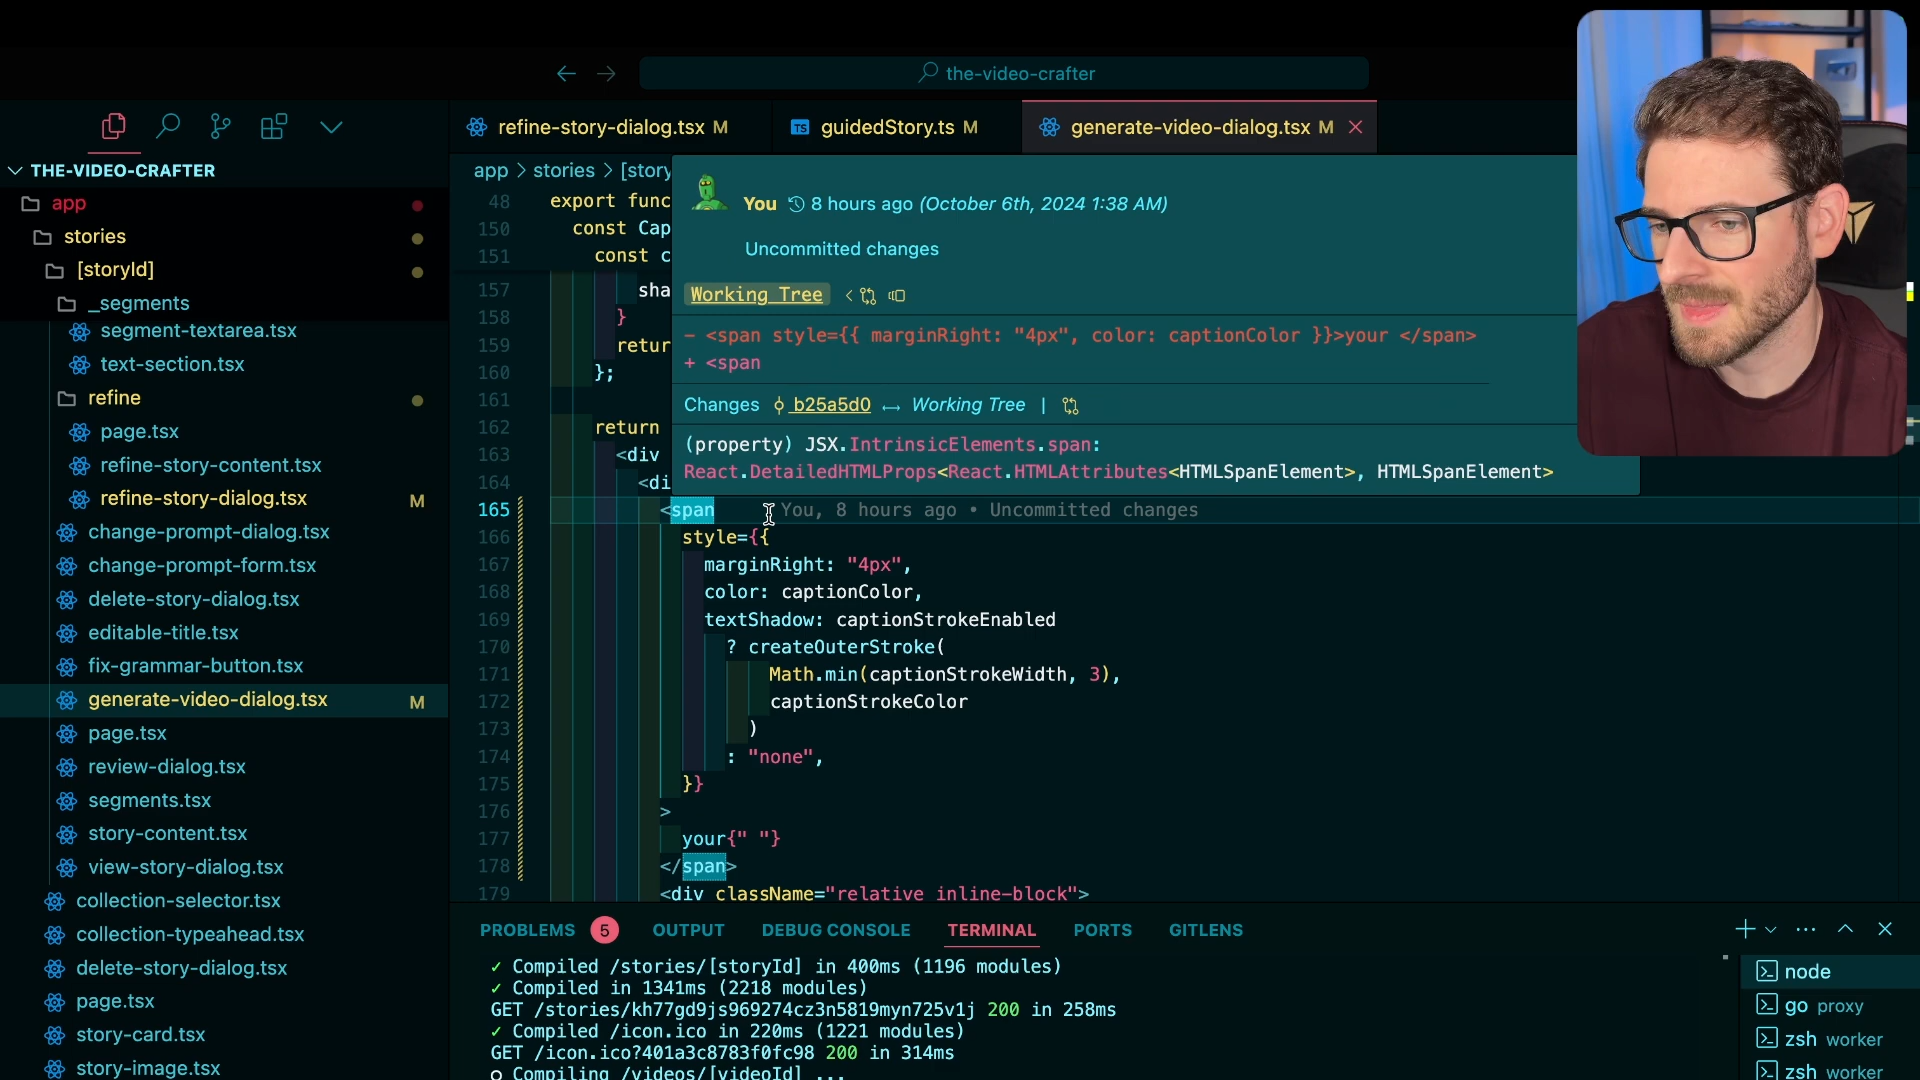 the-video-crafter
refine-story-dialog.tsx M
guidedStory.ts M
generate-video-dialog.tsx M
THE-VIDEO-CRAFTER
app
stories
[storyId]
_segments
segment-textarea.tsx
text-section.tsx
refine
page.tsx
refine-story-content.tsx
refine-story-dialog.tsx M
change-prompt-dialog.tsx
change-prompt-form.tsx
delete-story-dialog.tsx
editable-title.tsx
fix-grammar-button.tsx
generate-video-dialog.tsx M
page.tsx
review-dialog.tsx
segments.tsx
story-content.tsx
view-story-dialog.tsx
collection-selector.tsx
collection-typeahead.tsx
delete-story-dialog.tsx
page.tsx
story-card.tsx
story-image.tsx
app > stories > [story
48 export func
150 const Cap
151 const c
157 sha
158 }
159 retur
160 };
161
162 return
163 <div
164 <di
You 8 hours ago (October 6th, 2024 1:38 AM)
Uncommitted changes
Working Tree
- <span style={{ marginRight: "4px", color: captionColor }}>your </span>
+ <span
Changes b25a5d0 ↔ Working Tree |
(property) JSX.IntrinsicElements.span:
React.DetailedHTMLProps<React.HTMLAttributes<HTMLSpanElement>, HTMLSpanElement>
165 <span You, 8 hours ago • Uncommitted changes
166 style={{
167 marginRight: "4px",
168 color: captionColor,
169 textShadow: captionStrokeEnabled
170 ? createOuterStroke(
171 Math.min(captionStrokeWidth, 3),
172 captionStrokeColor
173 )
174 : "none",
175 }}
176 >
177 your{" "}
178 </span>
179 <div className="relative inline-block">
PROBLEMS 5 OUTPUT DEBUG CONSOLE TERMINAL PORTS GITLENS
✓ Compiled /stories/[storyId] in 400ms (1196 modules)
✓ Compiled in 1341ms (2218 modules)
GET /stories/kh77gd9js969274cz3n5819myn725v1j 200 in 258ms
✓ Compiled /icon.ico in 220ms (1221 modules)
GET /icon.ico?401a3c8783f0fc98 200 in 314ms
○ Compiling /videos/[videoId] ...
node
go proxy
zsh worker
zsh worker